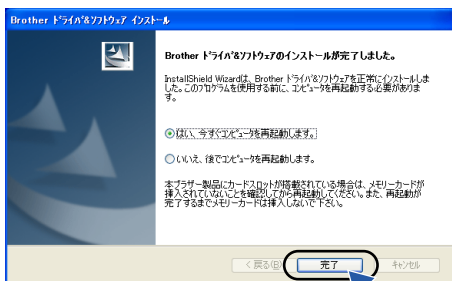 Brother ﾄﾞﾗｲﾊﾞ&ｿﾌﾄｳｪｱ ｲﾝｽﾄｰﾙ
Brother ﾄﾞﾗｲﾊﾞ&ｿﾌﾄｳｪｱのインストールが完了しました。
InstallShield Wizardは、Brother ﾄﾞﾗｲﾊﾞ&ｿﾌﾄｳｪｱを正常にｲﾝｽﾄｰﾙしま
した。このﾌﾟﾛｸﾞﾗﾑを使用する前に、ｺﾝﾋﾟｭｰﾀを再起動する必要がありま
す。
はい、今すぐｺﾝﾋﾟｭｰﾀを再起動します。
いいえ、後でｺﾝﾋﾟｭｰﾀを再起動します。
本ブラザー製品にカードスロットが搭載されている場合は、メモリーカードが
挿入されていないことを確認してから再起動してください。また、再起動が
完了するまでメモリーカードは挿入しないで下さい。
< 戻る(B)
完了
ｷｬﾝｾﾙ